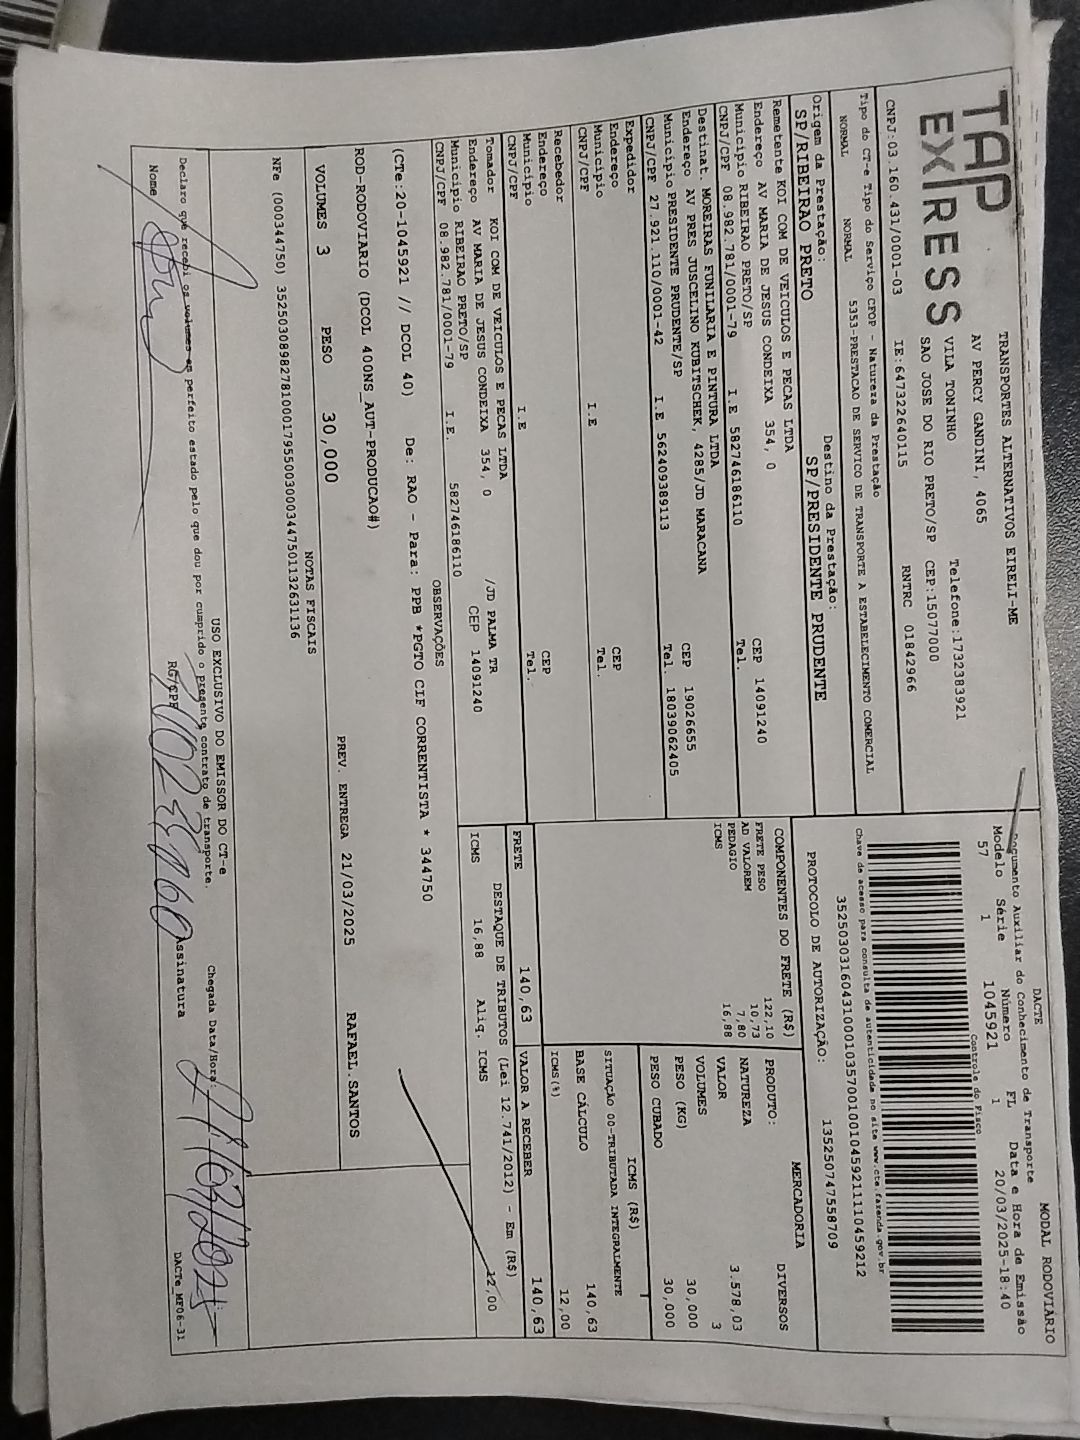 TAP
EXPRESS
TRANSPORTES ALTERNATIVOS EIRELI-ME
AV PERCY GANDINI, 4065
VILA TONINHO Telefone:1732383921
SAO JOSE DO RIO PRETO/SP CEP:15077000
CNPJ:03.160.431/0001-03 IE:647322640115 RNTRC 01842966
Tipo do CT-e Tipo do Serviço CFOP - Natureza da Prestação
NORMAL NORMAL 5353-PRESTACAO DE SERVICO DE TRANSPORTE A ESTABELECIMENTO COMERCIAL
Origem da Prestação: Destino da Prestação:
SP/RIBEIRAO PRETO SP/PRESIDENTE PRUDENTE
Remetente KOI COM DE VEICULOS E PECAS LTDA
Endereço AV MARIA DE JESUS CONDEIXA 354, 0 CEP 14091240
Município RIBEIRAO PRETO/SP Tel.
CNPJ/CPF 08.982.781/0001-79 I.E 582746186110
Destinat. MOREIRAS FUNILARIA E PINTURA LTDA
Endereço AV PRES JUSCELINO KUBITSCHEK, 4285/JD MARACANA CEP 19026655
Município PRESIDENTE PRUDENTE/SP Tel. 18039062405
CNPJ/CPF 27.921.110/0001-42 I.E 562409389113
Expedidor
Endereço CEP
Município Tel.
CNPJ/CPF I.E
Recebedor
Endereço CEP
Município Tel.
CNPJ/CPF I.E
Tomador KOI COM DE VEICULOS E PECAS LTDA
Endereço AV MARIA DE JESUS CONDEIXA 354, 0 /JD PALMA TR
Município RIBEIRAO PRETO/SP CEP 14091240
CNPJ/CPF 08.982.781/0001-79 I.E. 582746186110
DACTE MODAL RODOVIÁRIO
Documento Auxiliar do Conhecimento de Transporte
Modelo Série Número FL Data e Hora de Emissão
57 1 1045921 1 20/03/2025-18:40
Controle do Fisco
Chave de acesso para consulta de autenticidade no site www.cte.fazenda.gov.br
35250303160431000103570010010459211110459212
PROTOCOLO DE AUTORIZAÇÃO: 135250747558709
COMPONENTES DO FRETE (R$)
FRETE PESO 122,10
AD VALOREM 10,73
PEDAGIO 7,80
ICMS 16,88
MERCADORIA
PRODUTO: DIVERSOS
NATUREZA
VALOR 3.578,03
VOLUMES 3
PESO (KG) 30,000
PESO CUBADO 30,000
ICMS (R$)
SITUAÇÃO 00-TRIBUTADA INTEGRALMENTE
BASE CÁLCULO 140,63
ICMS(%) 12,00
FRETE 140,63 VALOR A RECEBER 140,63
DESTAQUE DE TRIBUTOS (Lei 12.741/2012) - Em (R$)
ICMS 16,88 Aliq. ICMS 12,00
OBSERVAÇÕES
(CTe:20-1045921 // DCOL 40) De: RAO - Para: PPB *PGTO CIF CORRENTISTA * 344750
ROD-RODOVIARIO (DCOL 400NS_AUT-PRODUCAO#)
VOLUMES 3 PESO 30,000 PREV. ENTREGA 21/03/2025 RAFAEL.SANTOS
NOTAS FISCAIS
NFe (000344750) 35250308982781000179550030003447501132631136
USO EXCLUSIVO DO EMISSOR DO CT-e
Declaro que recebi os volumes em perfeito estado pelo que dou por cumprido o presente contrato de transporte.
Chegada Data/Hora: 21/03/2025
Nome RG/CPF Assinatura
DACTe_MF06-31